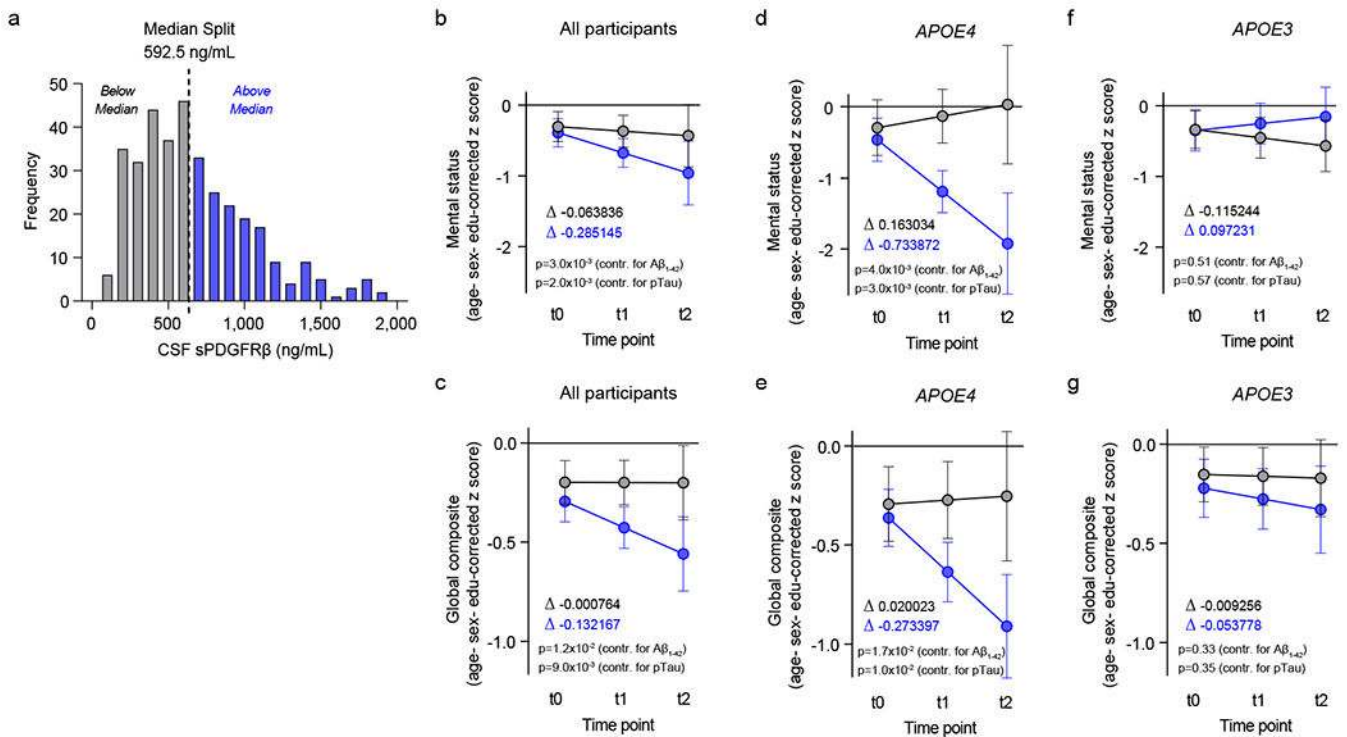 a
Median Split
592.5 ng/mL
Below
Median
Above
Median
50
40
30
20
10
0
Frequency
0
500
1,000
1,500
2,000
CSF sPDGFRβ (ng/mL)
b
All participants
Mental status
(age- sex- edu-corrected z score)
0
-1
-2
Δ -0.063836
Δ -0.285145
p=3.0x10⁻³ (contr. for Aβ₁₋₄₂)
p=2.0x10⁻³ (contr. for pTau)
t0
t1
t2
Time point
d
APOE4
Mental status
(age- sex- edu-corrected z score)
0
-1
-2
Δ 0.163034
Δ -0.733872
p=4.0x10⁻³ (contr. for Aβ₁₋₄₂)
p=3.0x10⁻³ (contr. for pTau)
t0
t1
t2
Time point
f
APOE3
Mental status
(age- sex- edu-corrected z score)
0
-1
-2
Δ -0.115244
Δ 0.097231
p=0.51 (contr. for Aβ₁₋₄₂)
p=0.57 (contr. for pTau)
t0
t1
t2
Time point
c
All participants
Global composite
(age- sex- edu-corrected z score)
0.0
-0.5
-1.0
Δ -0.000764
Δ -0.132167
p=1.2x10⁻² (contr. for Aβ₁₋₄₂)
p=9.0x10⁻³ (contr. for pTau)
t0
t1
t2
Time point
e
APOE4
Global composite
(age- sex- edu-corrected z score)
0.0
-0.5
-1.0
Δ 0.020023
Δ -0.273397
p=1.7x10⁻² (contr. for Aβ₁₋₄₂)
p=1.0x10⁻² (contr. for pTau)
t0
t1
t2
Time point
g
APOE3
Global composite
(age- sex- edu-corrected z score)
0.0
-0.5
-1.0
Δ -0.009256
Δ -0.053778
p=0.33 (contr. for Aβ₁₋₄₂)
p=0.35 (contr. for pTau)
t0
t1
t2
Time point